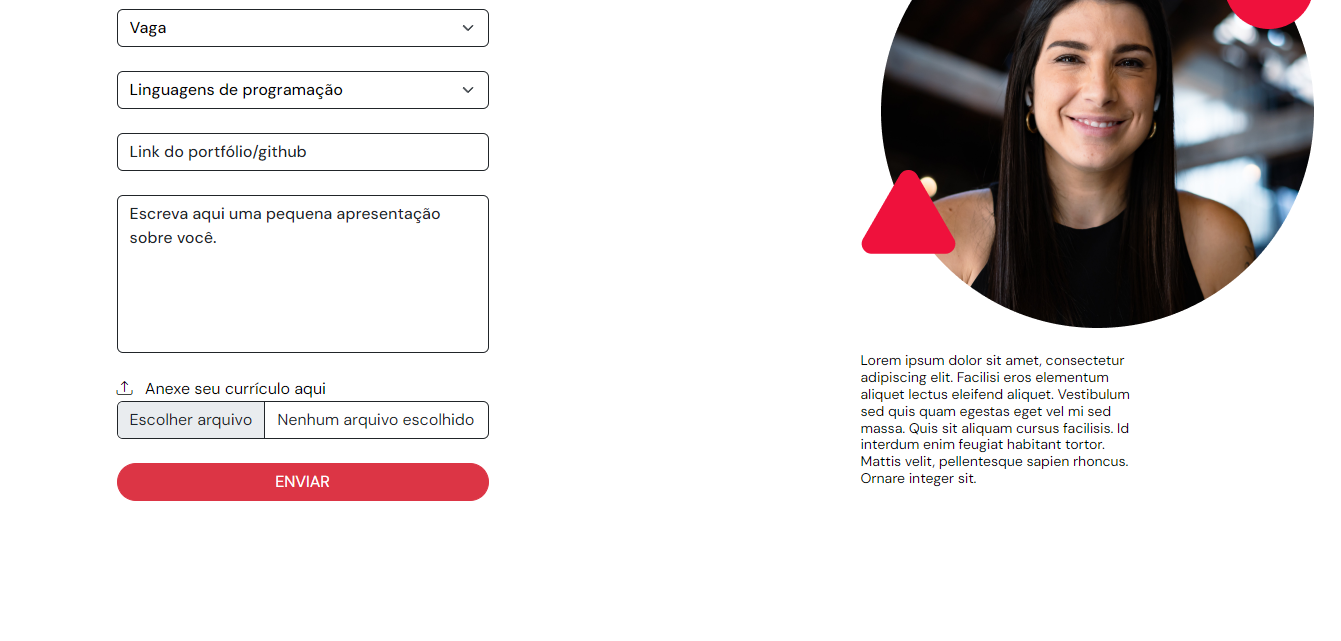 Vaga
Linguagens de programação
Link do portfólio/github
Escreva aqui uma pequena apresentação
sobre você.
Anexe seu currículo aqui
Escolher arquivo Nenhum arquivo escolhido
ENVIAR
Lorem ipsum dolor sit amet, consectetur
adipiscing elit. Facilisi eros elementum
aliquet lectus eleifend aliquet. Vestibulum
sed quis quam egestas eget vel mi sed
massa. Quis sit aliquam cursus facilisis. Id
interdum enim feugiat habitant tortor.
Mattis velit, pellentesque sapien rhoncus.
Ornare integer sit.